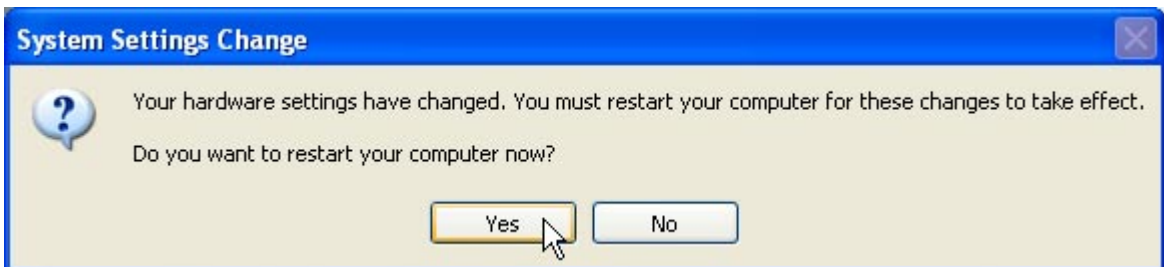 System Settings Change
Your hardware settings have changed. You must restart your computer for these changes to take effect.
Do you want to restart your computer now?
Yes No